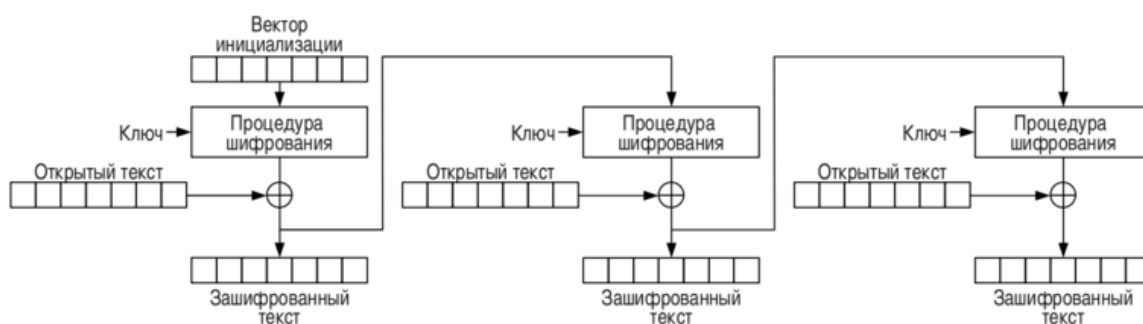 Вектор
инициализации
Ключ
Процедура
шифрования
Открытый текст
Зашифрованный
текст
Ключ
Процедура
шифрования
Открытый текст
Зашифрованный
текст
Ключ
Процедура
шифрования
Открытый текст
Зашифрованный
текст